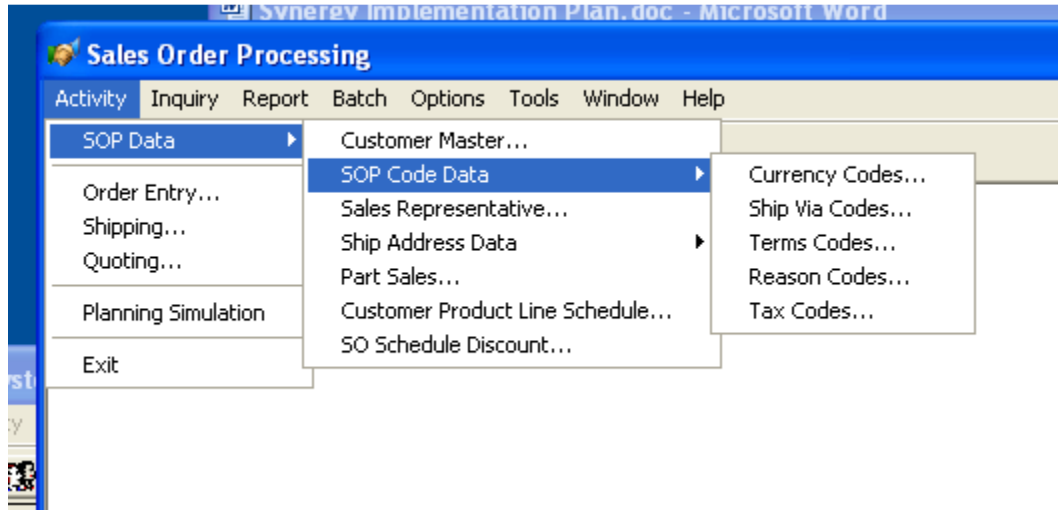 Synergy Implementation Plan.doc - Microsoft Word
Sales Order Processing
Activity Inquiry Report Batch Options Tools Window Help
SOP Data
Order Entry...
Shipping...
Quoting...
Planning Simulation
Exit
Customer Master...
SOP Code Data
Sales Representative...
Ship Address Data
Part Sales...
Customer Product Line Schedule...
SO Schedule Discount...
Currency Codes...
Ship Via Codes...
Terms Codes...
Reason Codes...
Tax Codes...